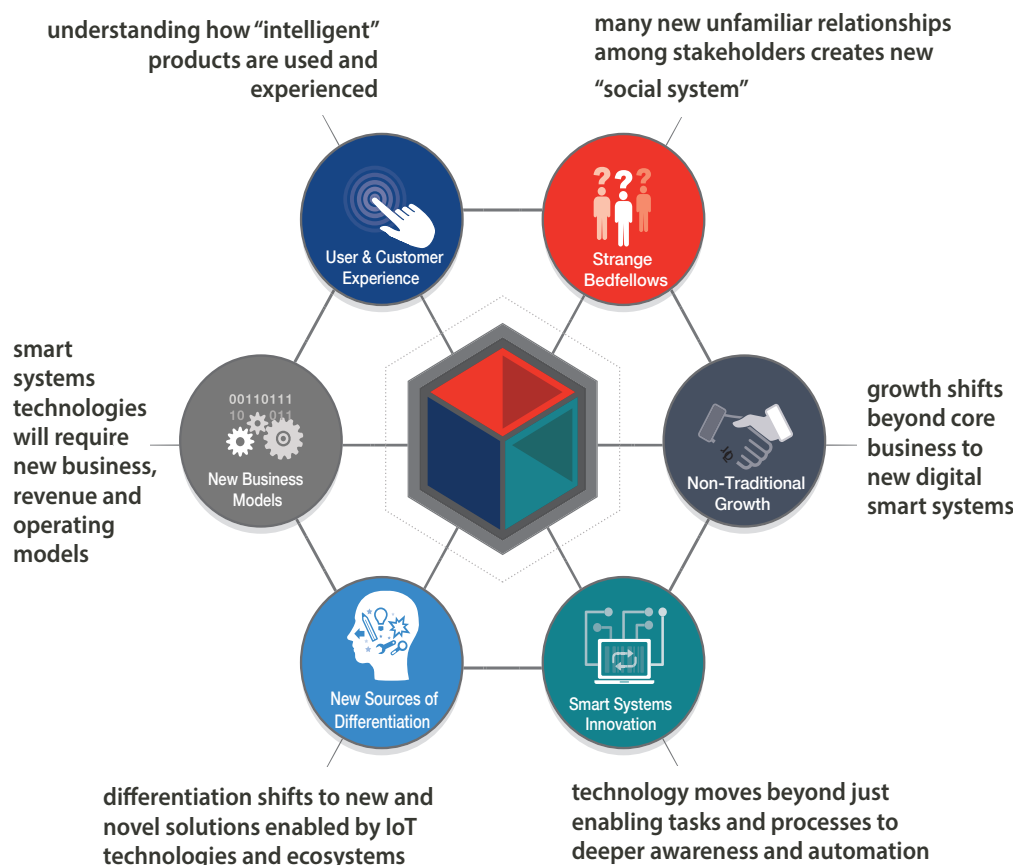 understanding how “intelligent”
products are used and
experienced
many new unfamiliar relationships
among stakeholders creates new
“social system”
User & Customer
Experience
Strange
Bedfellows
smart
systems
technologies
will require
new business,
revenue and
operating
models
00110111
10 011
New Business
Models
Non-Traditional
Growth
growth shifts
beyond core
business to
new digital
smart systems
New Sources of
Differentiation
Smart Systems
Innovation
differentiation shifts to new and
novel solutions enabled by IoT
technologies and ecosystems
technology moves beyond just
enabling tasks and processes to
deeper awareness and automation